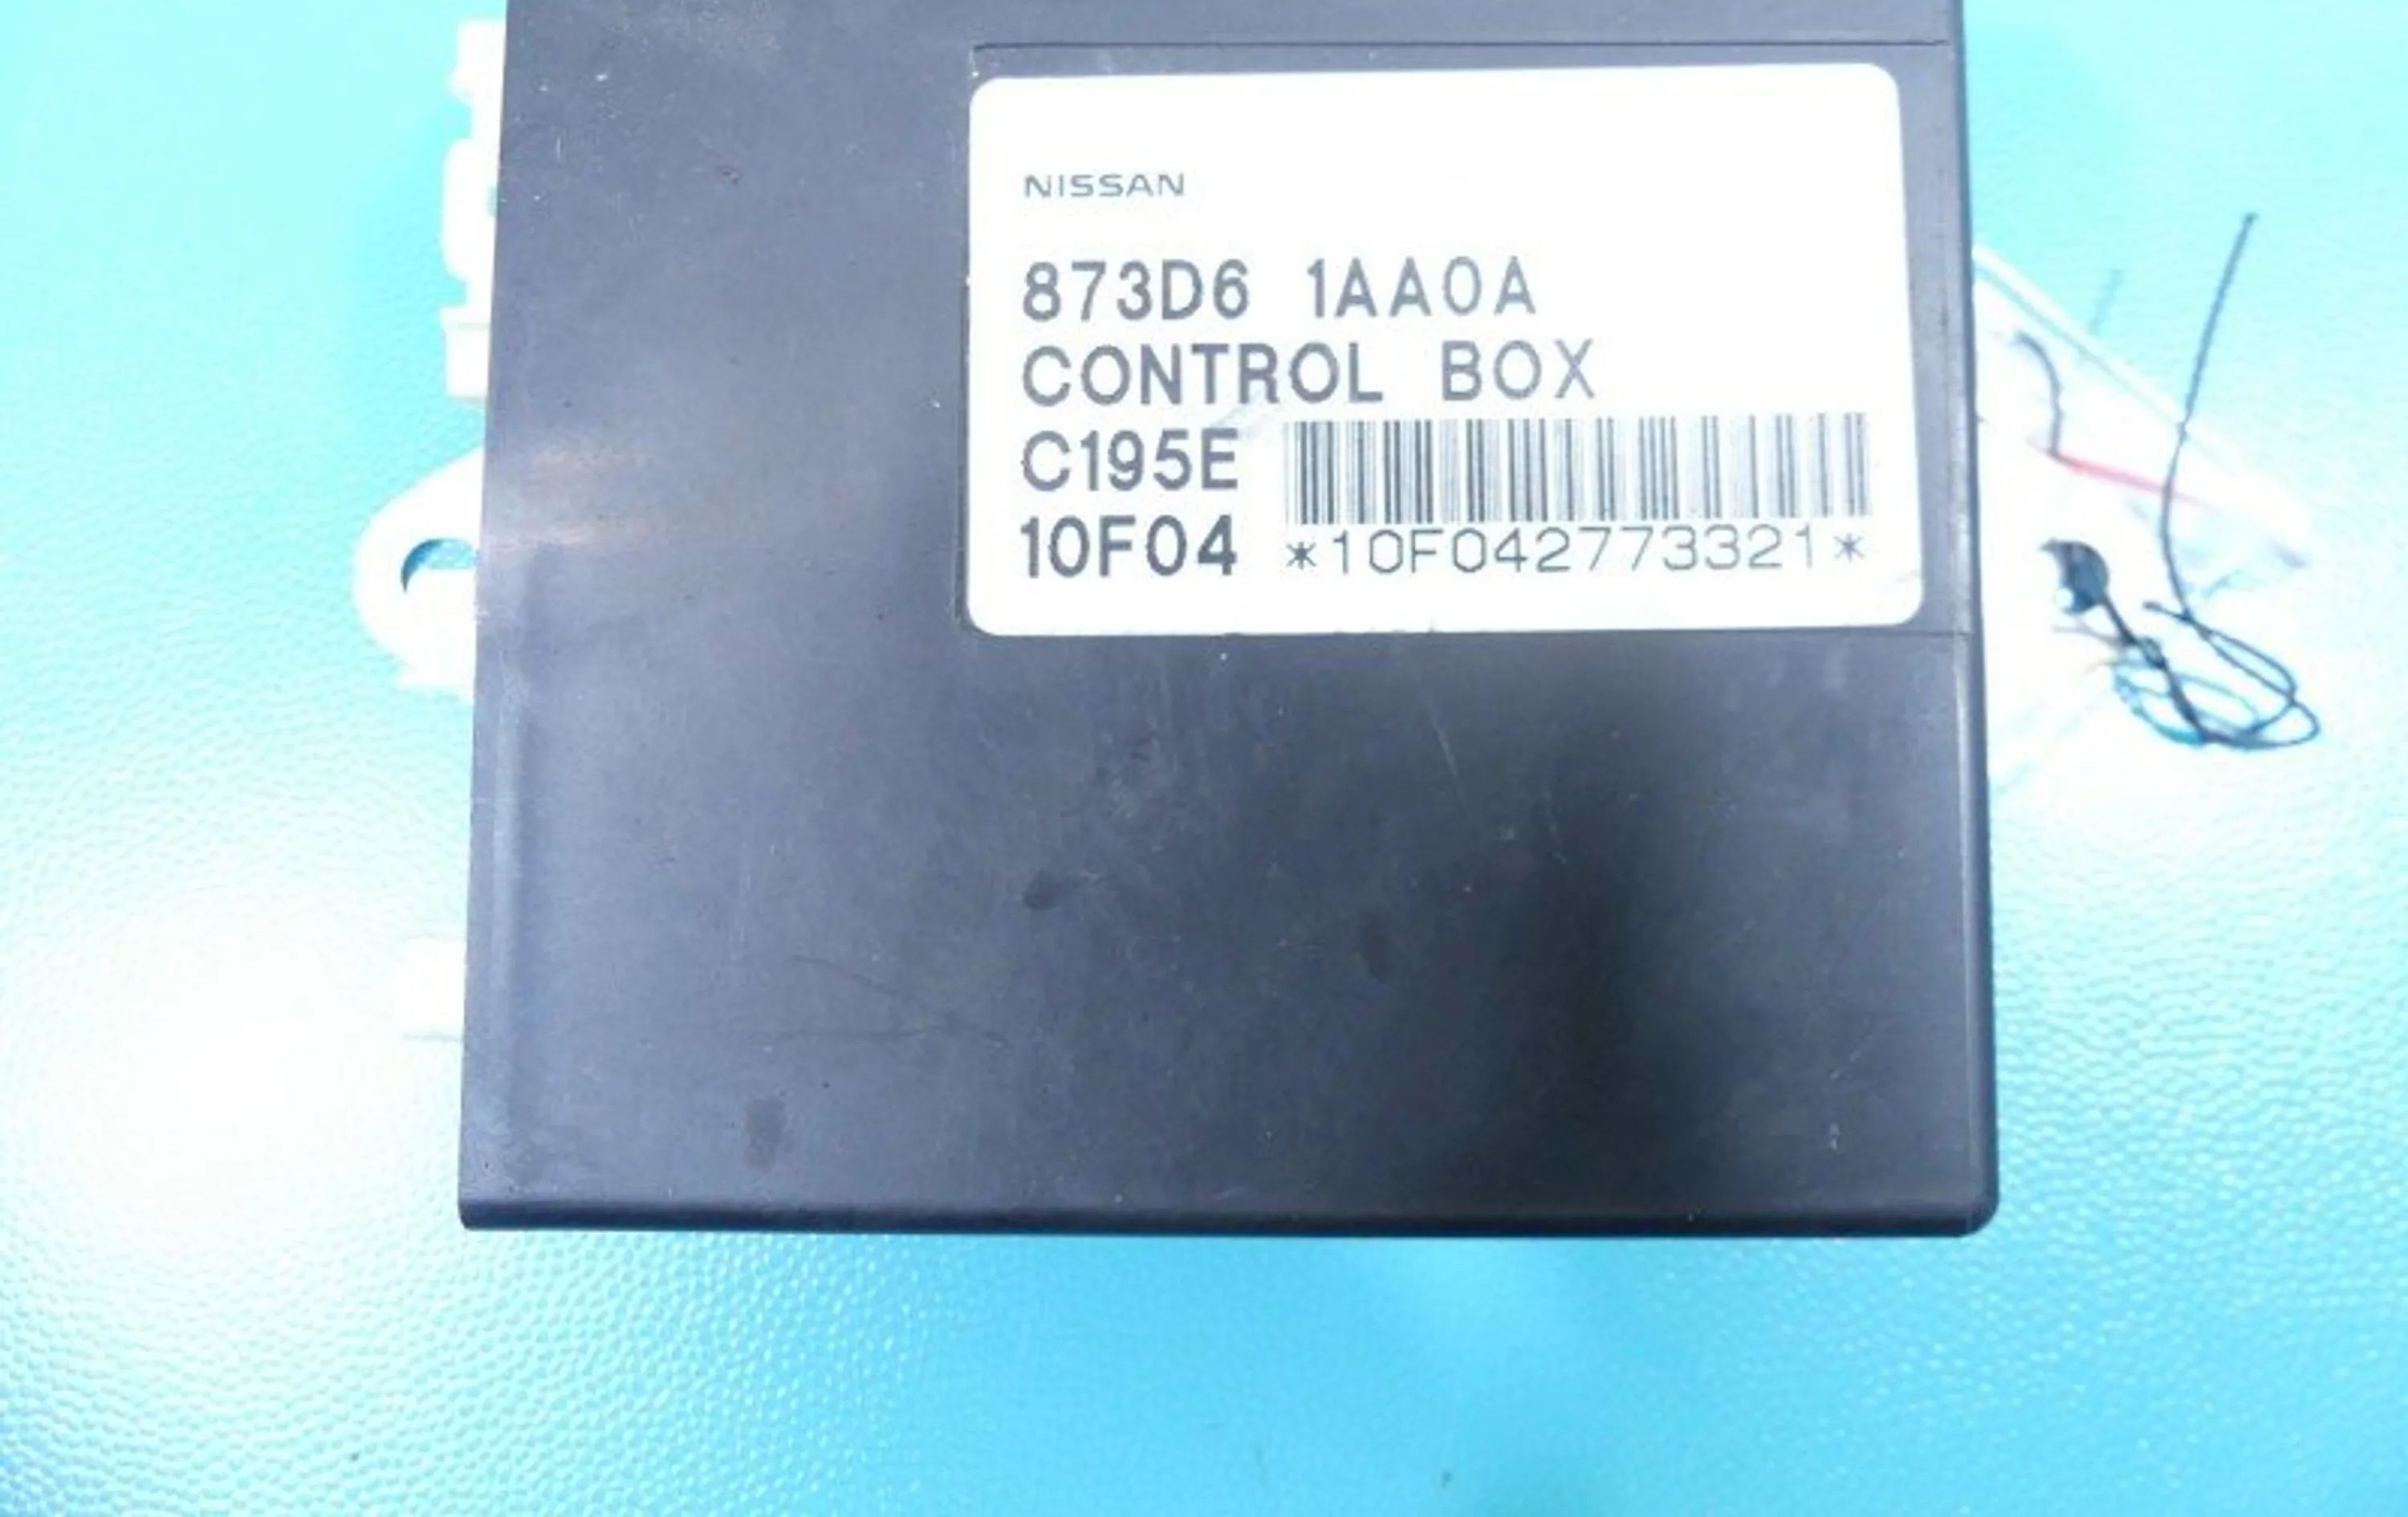 NISSAN
873D6 1AA0A
CONTROL BOX
C195E
10F04 *10F042773321*